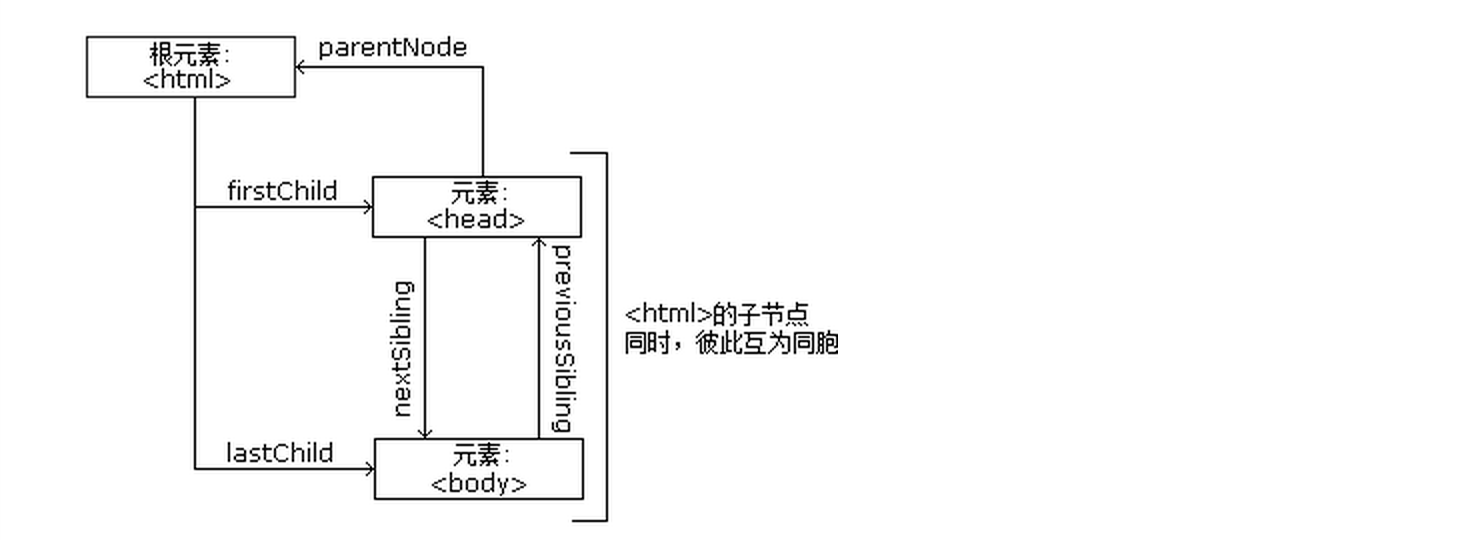 根元素:
<html>
parentNode
firstChild
元素:
<head>
nextSibling
previousSibling
<html>的子节点
同时，彼此互为同胞
lastChild
元素:
<body>